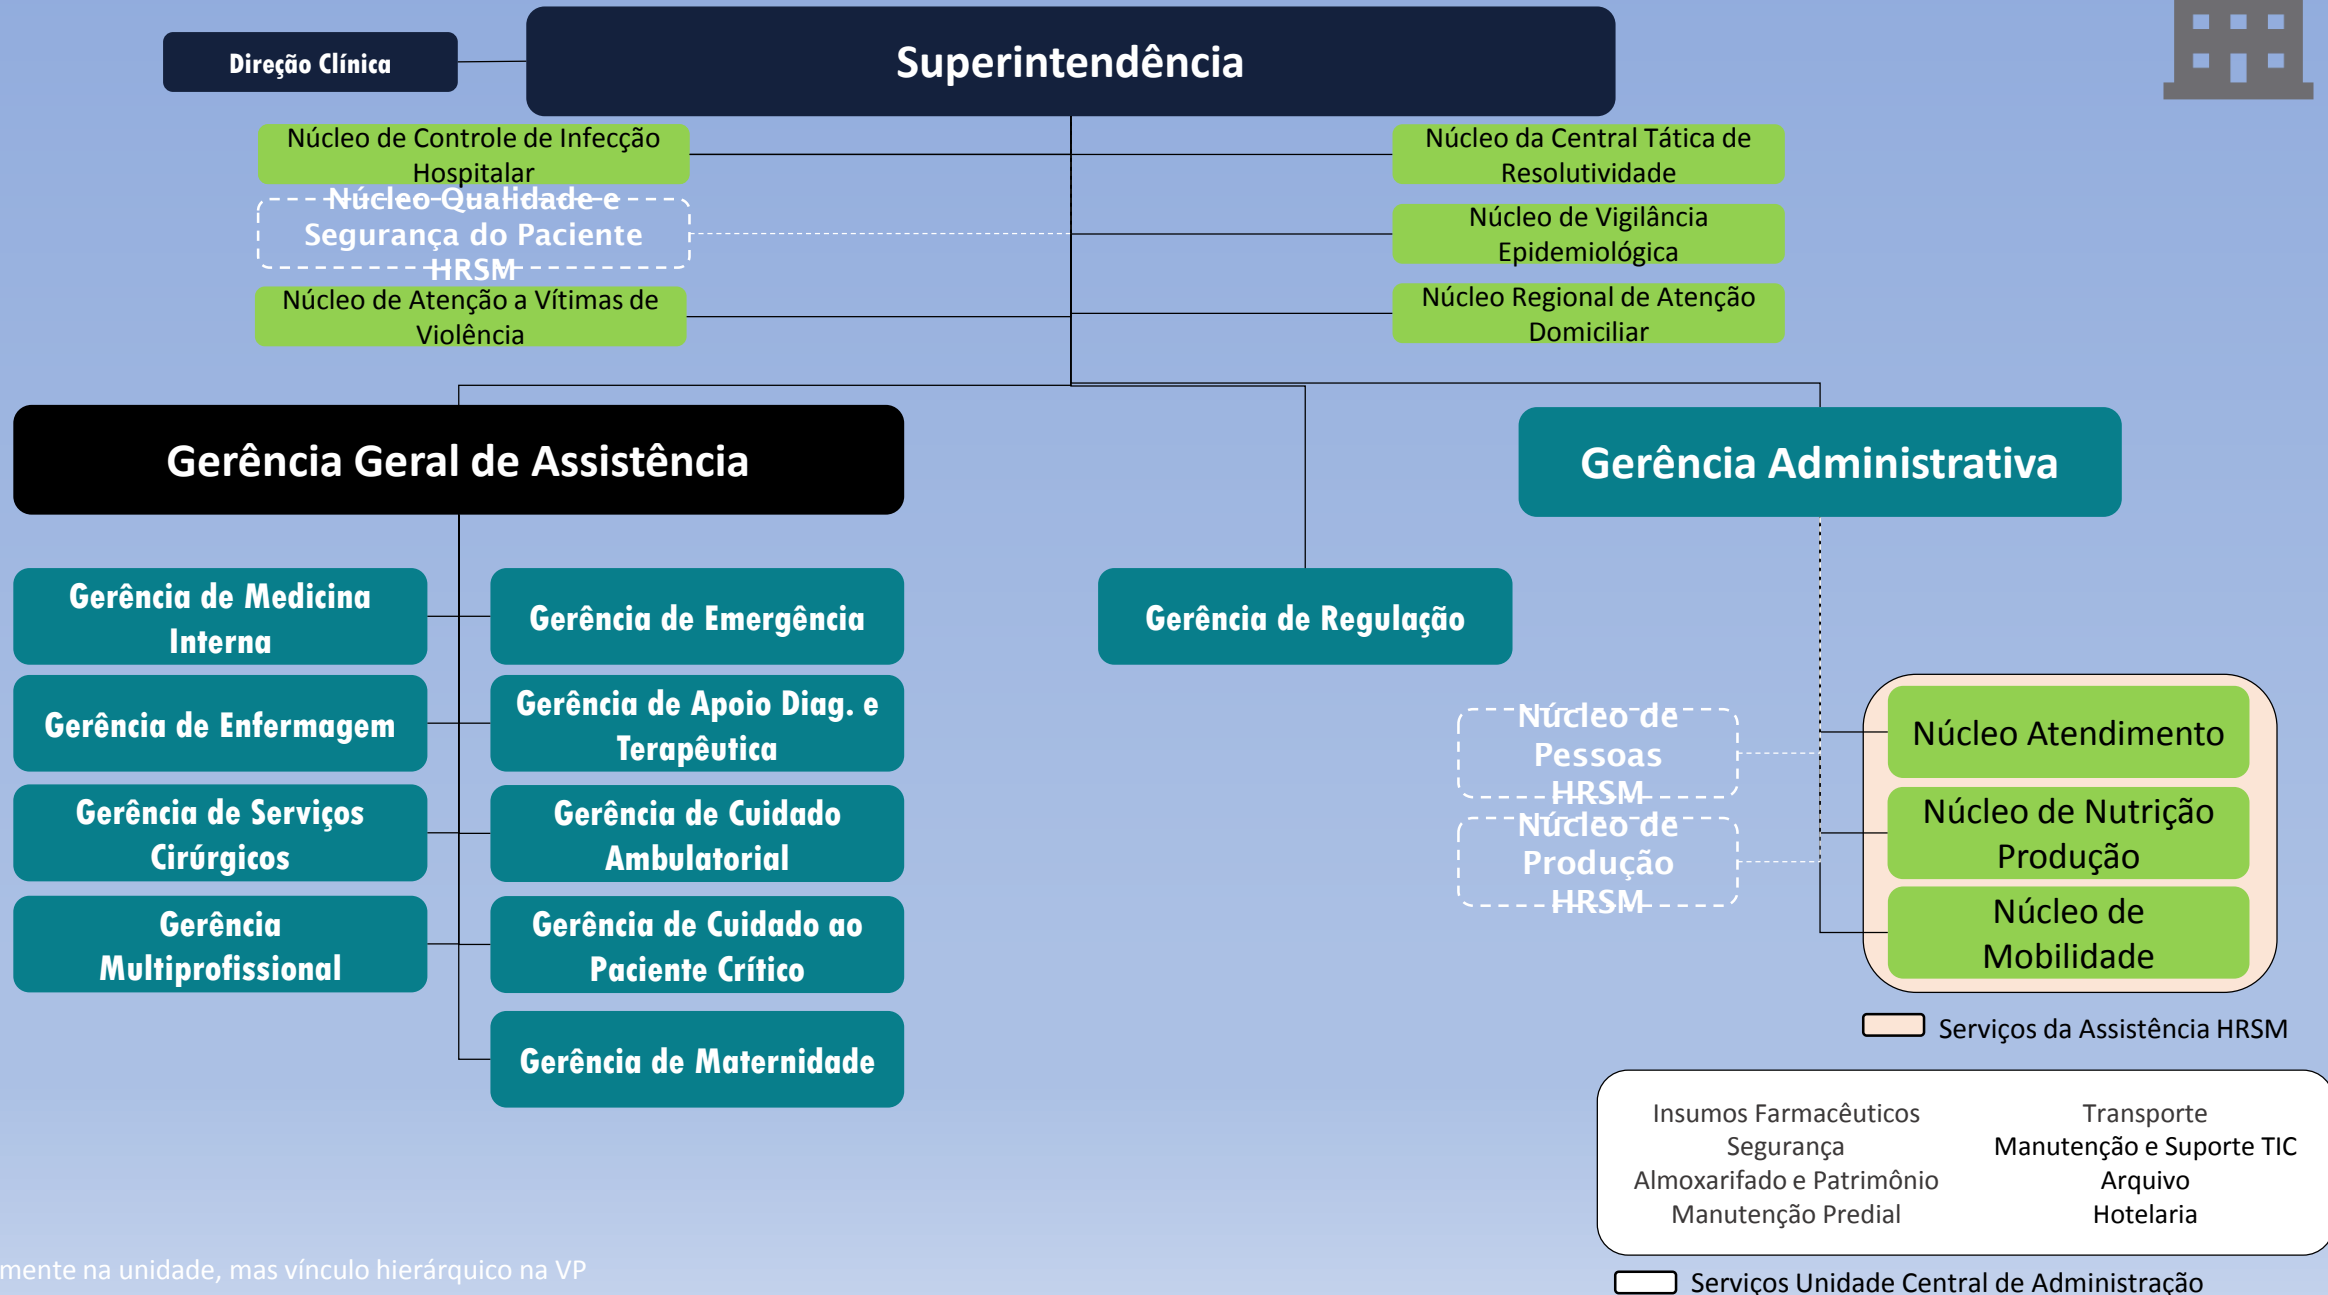 Direção Clínica
Superintendência
Núcleo de Controle de Infecção
Hospitalar
Núcleo Qualidade e
Segurança do Paciente
HRSM
Núcleo de Atenção a Vítimas de
Violência
Núcleo da Central Tática de
Resolutividade
Núcleo de Vigilância
Epidemiológica
Núcleo Regional de Atenção
Domiciliar
Gerência Geral de Assistência
Gerência Administrativa
Gerência de Medicina
Interna
Gerência de Emergência
Gerência de Enfermagem
Gerência de Apoio Diag. e
Terapêutica
Gerência de Serviços
Cirúrgicos
Gerência de Cuidado
Ambulatorial
Gerência
Multiprofissional
Gerência de Cuidado ao
Paciente Crítico
Gerência de Maternidade
Gerência de Regulação
Núcleo de
Pessoas
HRSM
Núcleo de
Produção
HRSM
Núcleo Atendimento
Núcleo de Nutrição
Produção
Núcleo de
Mobilidade
Serviços da Assistência HRSM
Insumos Farmacêuticos
Segurança
Almoxarifado e Patrimônio
Manutenção Predial
Transporte
Manutenção e Suporte TIC
Arquivo
Hotelaria
Serviços Unidade Central de Administração
mente na unidade, mas vínculo hierárquico na VP